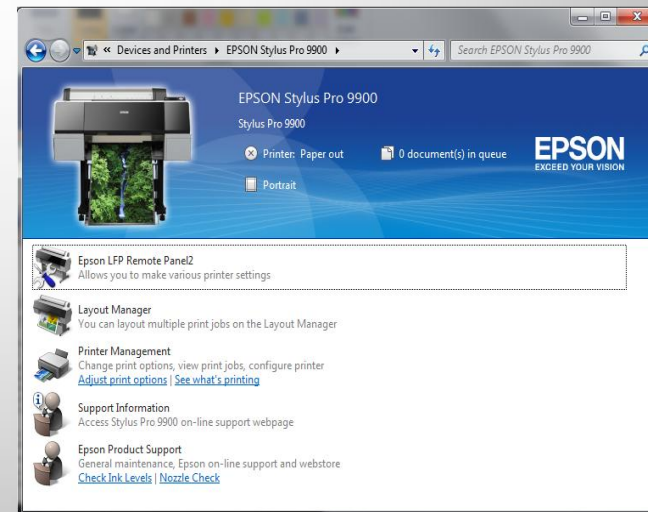 « Devices and Printers ▸ EPSON Stylus Pro 9900 ▸
Search EPSON Stylus Pro 9900
EPSON Stylus Pro 9900
Stylus Pro 9900
Printer: Paper out
0 document(s) in queue
Portrait
EPSON
EXCEED YOUR VISION
Epson LFP Remote Panel2
Allows you to make various printer settings
Layout Manager
You can layout multiple print jobs on the Layout Manager
Printer Management
Change print options, view print jobs, configure printer
Adjust print options | See what's printing
Support Information
Access Stylus Pro 9900 on-line support webpage
Epson Product Support
General maintenance, Epson on-line support and webstore
Check Ink Levels | Nozzle Check